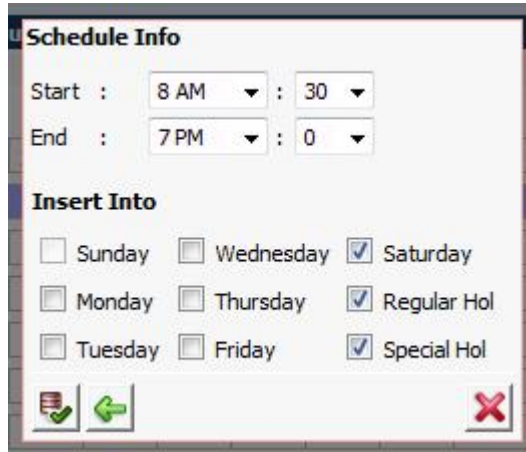 Schedule Info
Start : 8 AM : 30
End : 7 PM : 0
Insert Into
Sunday Wednesday Saturday
Monday Thursday Regular Hol
Tuesday Friday Special Hol